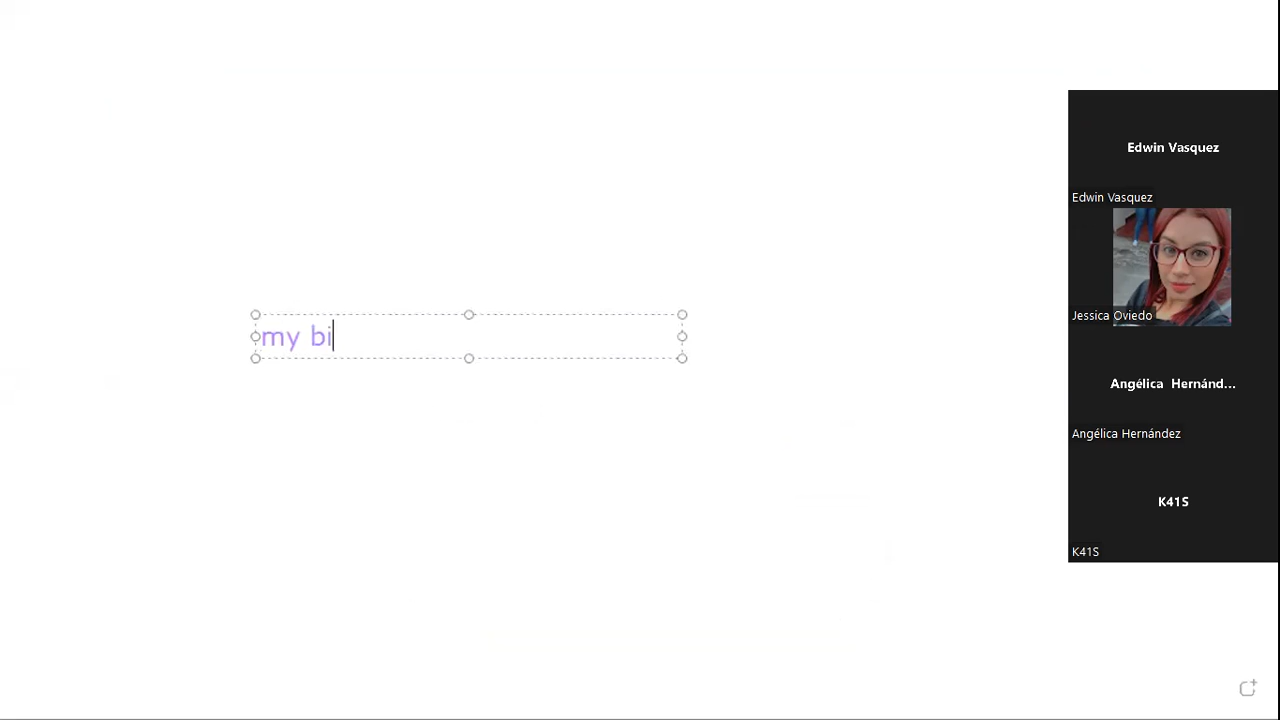 my bi
Edwin Vasquez
Edwin Vasquez
Jessica Oviedo
Angélica Hernánd...
Angélica Hernández
K41S
K41S